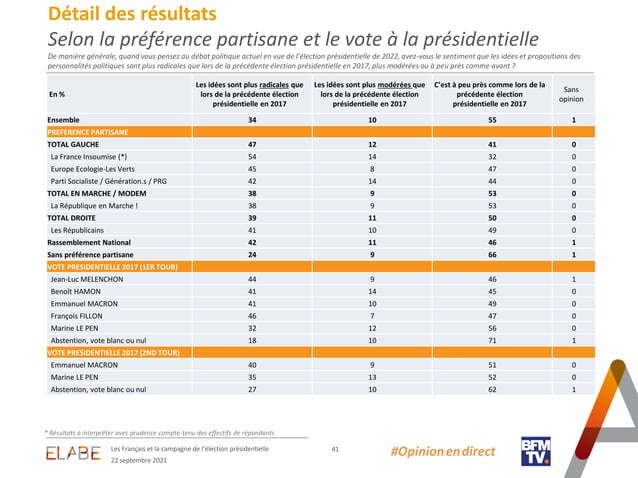 Détail des résultats
Selon la préférence partisane et le vote à la présidentielle
De manière générale, quand vous pensez au débat politique actuel en vue de l'élection présidentielle de 2022, avez-vous le sentiment que les idées et propositions des
personnalités politiques sont plus radicales que lors de la précédente élection présidentielle en 2017, plus modérées ou à peu près comme avant ?
En % Les idées sont plus radicales que lors de la précédente élection présidentielle en 2017 Les idées sont plus modérées que lors de la précédente élection présidentielle en 2017 C'est à peu près comme lors de la précédente élection présidentielle en 2017 Sans opinion
Ensemble 34 10 55 1
PREFERENCE PARTISANE
TOTAL GAUCHE 47 12 41 0
La France Insoumise (*) 54 14 32 0
Europe Ecologie-Les Verts 45 8 47 0
Parti Socialiste / Génération.s / PRG 42 14 44 0
TOTAL EN MARCHE / MODEM 38 9 53 0
La République en Marche ! 38 9 53 0
TOTAL DROITE 39 11 50 0
Les Républicains 41 10 49 0
Rassemblement National 42 11 46 1
Sans préférence partisane 24 9 66 1
VOTE PRESIDENTIELLE 2017 (1ER TOUR)
Jean-Luc MELENCHON 44 9 46 1
Benoît HAMON 41 14 45 0
Emmanuel MACRON 41 10 49 0
François FILLON 46 7 47 0
Marine LE PEN 32 12 56 0
Abstention, vote blanc ou nul 18 10 71 1
VOTE PRESIDENTIELLE 2017 (2ND TOUR)
Emmanuel MACRON 40 9 51 0
Marine LE PEN 35 13 52 0
Abstention, vote blanc ou nul 27 10 62 1
* Résultats à interpréter avec prudence compte-tenu des effectifs de répondants
ELABE
Les Français et la campagne de l'élection présidentielle
22 septembre 2021
41
#Opinion en direct
BFM
TV.